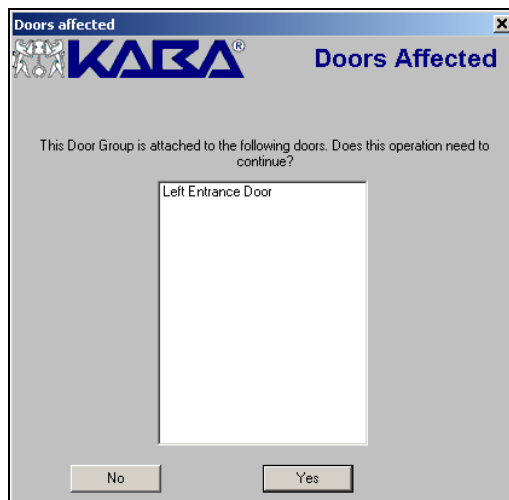 Doors affected
KABA®
Doors Affected
This Door Group is attached to the following doors. Does this operation need to
continue?
Left Entrance Door
No
Yes